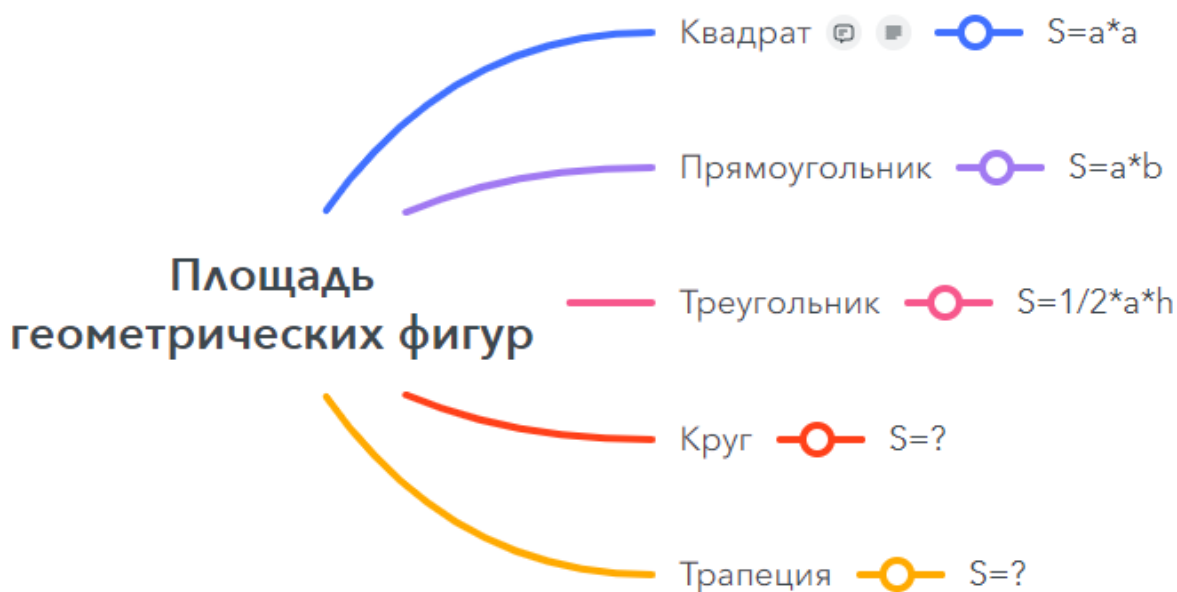 Квадрат
S=a*a
Прямоугольник
S=a*b
Площадь
геометрических фигур
Треугольник
S=1/2*a*h
Круг
S=?
Трапеция
S=?